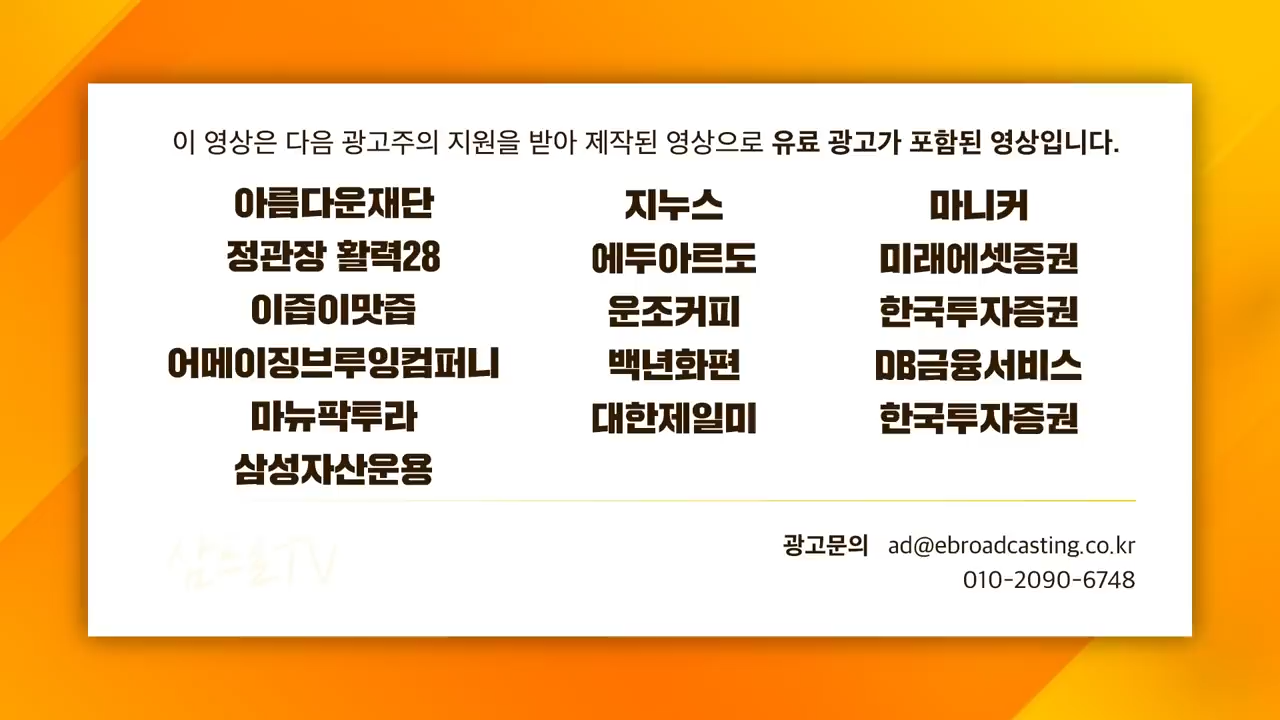 이 영상은 다음 광고주의 지원을 받아 제작된 영상으로 유료 광고가 포함된 영상입니다.
아름다운재단
정관장 활력28
이즙이맛즙
어메이징브루잉컴퍼니
마뉴팍투라
삼성자산운용
지누스
에두아르도
운조커피
백년화편
대한제일미
마니커
미래에셋증권
한국투자증권
DB금융서비스
한국투자증권
삼프로TV
광고문의 ad@ebroadcasting.co.kr
010-2090-6748